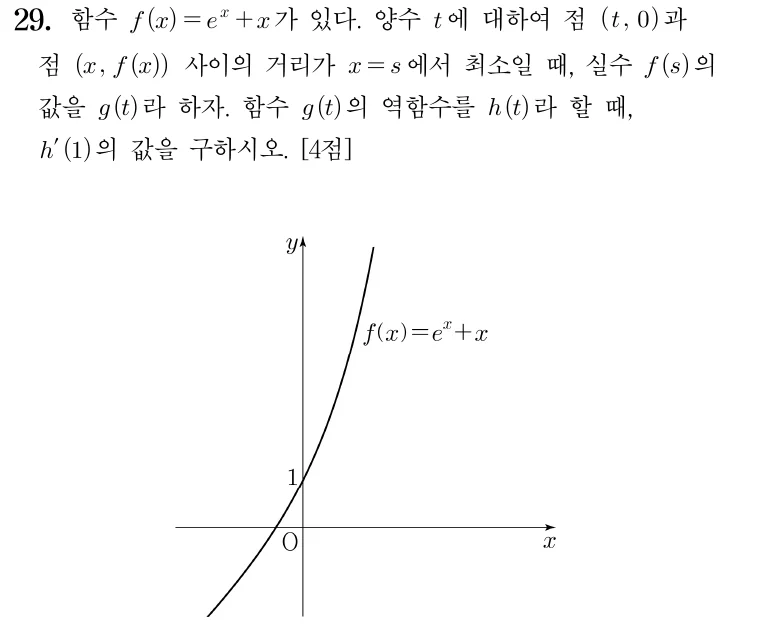 29. 함수 f(x)=eˣ+x가 있다. 양수 t에 대하여 점 (t, 0)과
점 (x, f(x)) 사이의 거리가 x=s에서 최소일 때, 실수 f(s)의
값을 g(t)라 하자. 함수 g(t)의 역함수를 h(t)라 할 때,
h′(1)의 값을 구하시오. [4점]
y
f(x)=eˣ+x
1
O
x